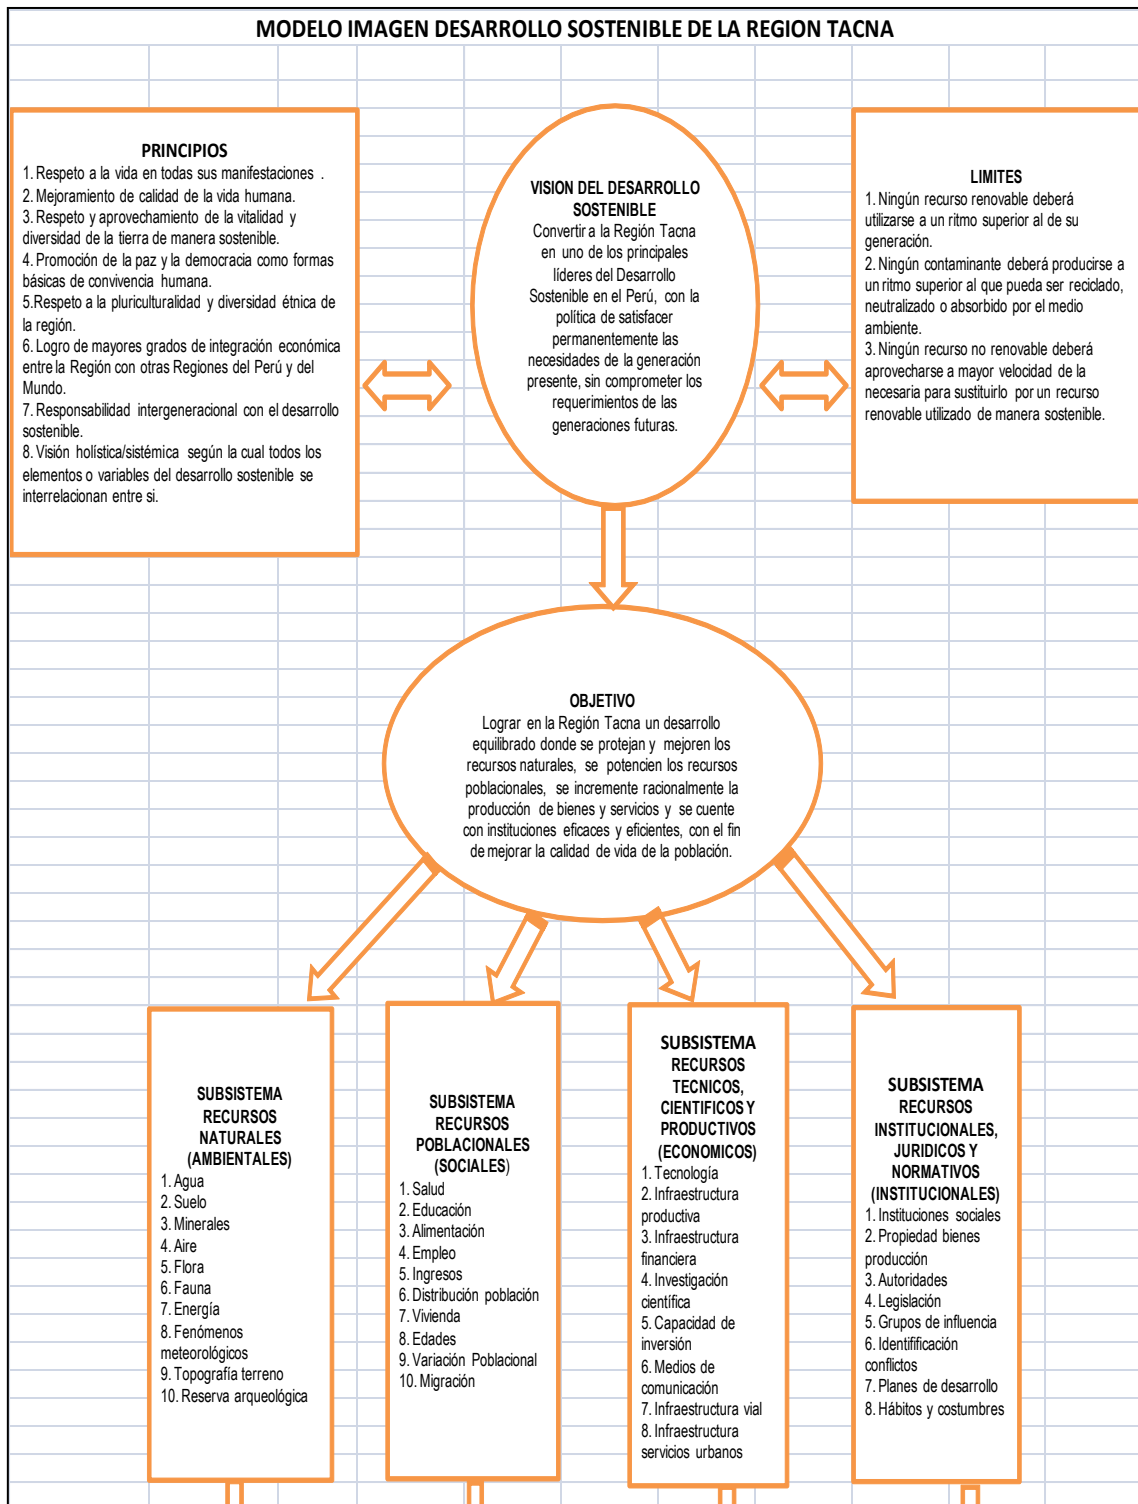 MODELO IMAGEN DESARROLLO SOSTENIBLE DE LA REGION TACNA
PRINCIPIOS
1. Respeto a la vida en todas sus manifestaciones .
2. Mejoramiento de calidad de la vida humana.
3. Respeto y aprovechamiento de la vitalidad y
diversidad de la tierra de manera sostenible.
4. Promoción de la paz y la democracia como formas
básicas de convivencia humana.
5.Respeto a la pluriculturalidad y diversidad étnica de
la región.
6. Logro de mayores grados de integración económica
entre la Región con otras Regiones del Perú y del
Mundo.
7. Responsabilidad intergeneracional con el desarrollo
sostenible.
8. Visión holística/sistémica según la cual todos los
elementos o variables del desarrollo sostenible se
interrelacionan entre si.
VISION DEL DESARROLLO
SOSTENIBLE
Convertir a la Región Tacna
en uno de los principales
líderes del Desarrollo
Sostenible en el Perú, con la
política de satisfacer
permanentemente las
necesidades de la generación
presente, sin comprometer los
requerimientos de las
generaciones futuras.
LIMITES
1. Ningún recurso renovable deberá
utilizarse a un ritmo superior al de su
generación.
2. Ningún contaminante deberá producirse a
un ritmo superior al que pueda ser reciclado,
neutralizado o absorbido por el medio
ambiente.
3. Ningún recurso no renovable deberá
aprovecharse a mayor velocidad de la
necesaria para sustituirlo por un recurso
renovable utilizado de manera sostenible.
OBJETIVO
Lograr en la Región Tacna un desarrollo
equilibrado donde se protejan y mejoren los
recursos naturales, se potencien los recursos
poblacionales, se incremente racionalmente la
producción de bienes y servicios y se cuente
con instituciones eficaces y eficientes, con el fin
de mejorar la calidad de vida de la población.
SUBSISTEMA
RECURSOS
NATURALES
(AMBIENTALES)
1. Agua
2. Suelo
3. Minerales
4. Aire
5. Flora
6. Fauna
7. Energía
8. Fenómenos
meteorológicos
9. Topografía terreno
10. Reserva arqueológica
SUBSISTEMA
RECURSOS
POBLACIONALES
(SOCIALES)
1. Salud
2. Educación
3. Alimentación
4. Empleo
5. Ingresos
6. Distribución población
7. Vivienda
8. Edades
9. Variación Poblacional
10. Migración
SUBSISTEMA
RECURSOS
TECNICOS,
CIENTIFICOS Y
PRODUCTIVOS
(ECONOMICOS)
1. Tecnología
2. Infraestructura
productiva
3. Infraestructura
financiera
4. Investigación
científica
5. Capacidad de
inversión
6. Medios de
comunicación
7. Infraestructura vial
8. Infraestructura
servicios urbanos
SUBSISTEMA
RECURSOS
INSTITUCIONALES,
JURIDICOS Y
NORMATIVOS
(INSTITUCIONALES)
1. Instituciones sociales
2. Propiedad bienes
producción
3. Autoridades
4. Legislación
5. Grupos de influencia
6. Identifificación
conflictos
7. Planes de desarrollo
8. Hábitos y costumbres